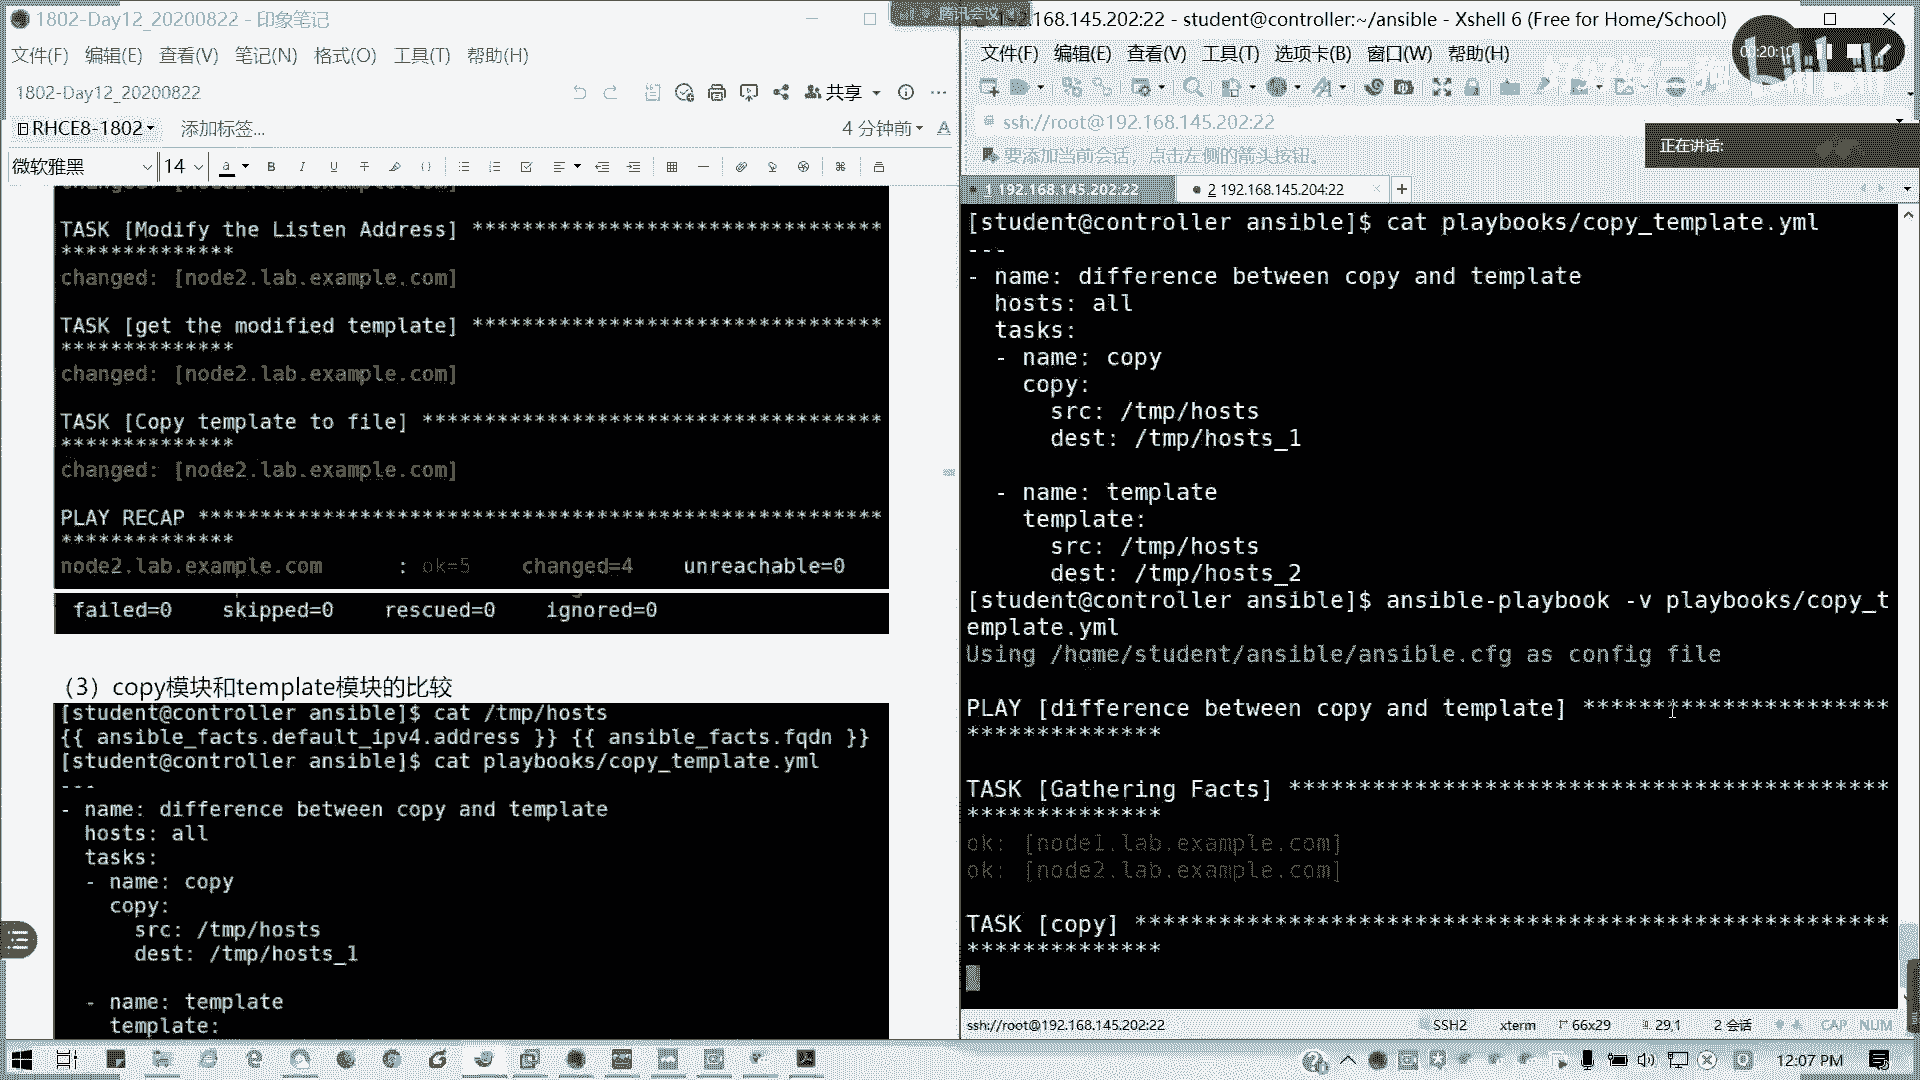 1802-Day12_20200822 - 印象笔记
文件(F) 编辑(E) 查看(V) 笔记(N) 格式(O) 工具(T) 帮助(H)
1802-Day12_20200822
共享
RHCE8-1802 添加标签...
4 分钟前
微软雅黑 14
TASK [Modify the Listen Address] *********************************
**************
changed: [node2.lab.example.com]
TASK [get the modified template] *********************************
**************
changed: [node2.lab.example.com]
TASK [Copy template to file] *************************************
**************
changed: [node2.lab.example.com]
PLAY RECAP *******************************************************
**************
node2.lab.example.com : ok=5 changed=4 unreachable=0
failed=0 skipped=0 rescued=0 ignored=0
（3）copy模块和template模块的比较
[student@controller ansible]$ cat /tmp/hosts
{{ ansible_facts.default_ipv4.address }} {{ ansible_facts.fqdn }}
[student@controller ansible]$ cat playbooks/copy_template.yml
---
- name: difference between copy and template
hosts: all
tasks:
- name: copy
copy:
src: /tmp/hosts
dest: /tmp/hosts_1
- name: template
template:
腾讯会议
192.168.145.202:22 - student@controller:~/ansible - Xshell 6 (Free for Home/School)
文件(F) 编辑(E) 查看(V) 工具(T) 选项卡(B) 窗口(W) 帮助(H)
ssh://root@192.168.145.202:22
要添加当前会话，点击左侧的箭头按钮。
正在讲话:
1 192.168.145.202:22
2 192.168.145.204:22
[student@controller ansible]$ cat playbooks/copy_template.yml
---
- name: difference between copy and template
hosts: all
tasks:
- name: copy
copy:
src: /tmp/hosts
dest: /tmp/hosts_1
- name: template
template:
src: /tmp/hosts
dest: /tmp/hosts_2
[student@controller ansible]$ ansible-playbook -v playbooks/copy_t
emplate.yml
Using /home/student/ansible/ansible.cfg as config file
PLAY [difference between copy and template] **********************
**************
TASK [Gathering Facts] *******************************************
**************
ok: [node1.lab.example.com]
ok: [node2.lab.example.com]
TASK [copy] ******************************************************
**************
ssh://root@192.168.145.202:22
SSH2 xterm 66x29 29,1 2 会话 CAP NUM
12:07 PM